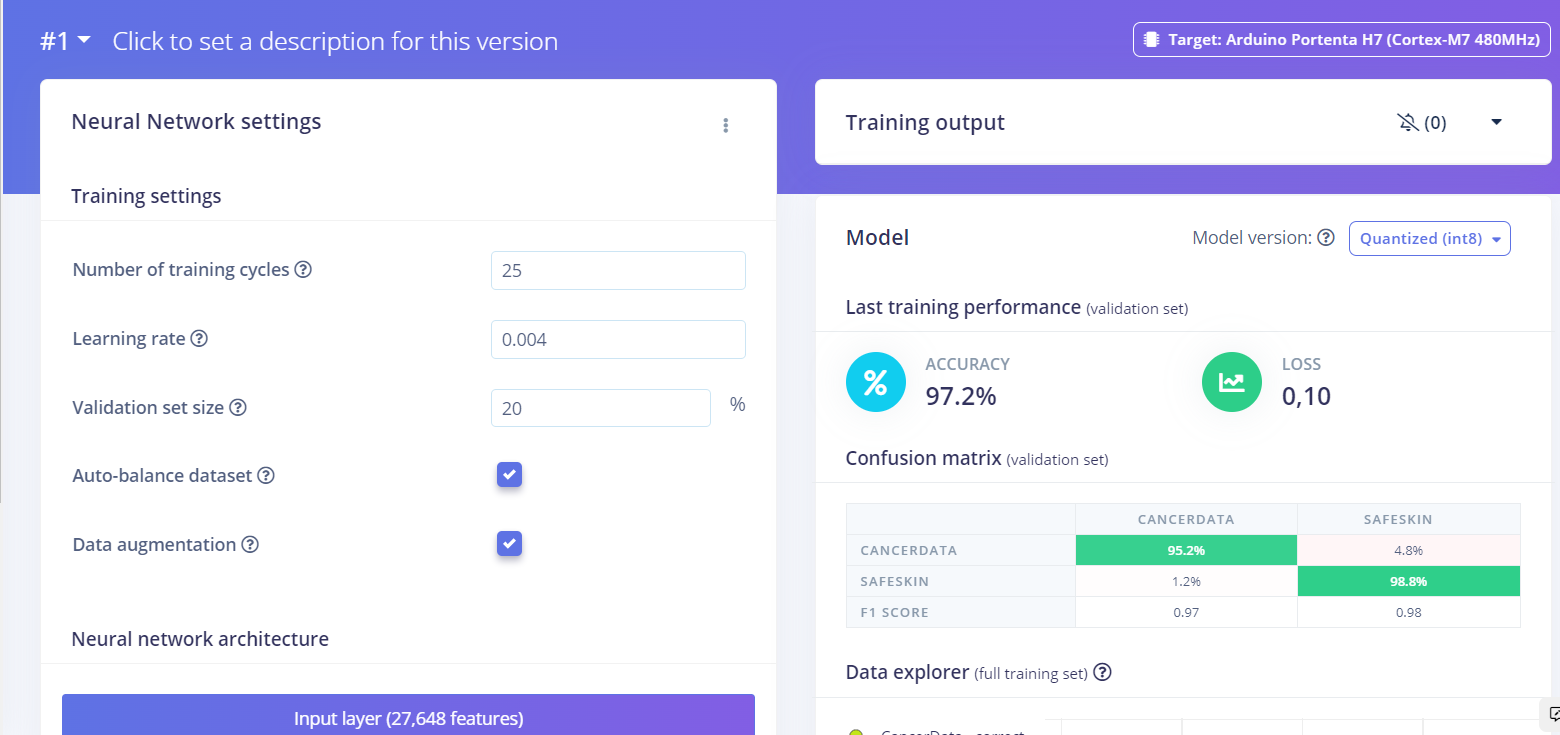 #1 Click to set a description for this version
Target: Arduino Portenta H7 (Cortex-M7 480MHz)
Neural Network settings
Training settings
Number of training cycles ?
25
Learning rate ?
0.004
Validation set size ?
20 %
Auto-balance dataset ?
Data augmentation ?
Neural network architecture
Input layer (27,648 features)
Training output
(0)
Model
Model version: ? Quantized (int8)
Last training performance (validation set)
% ACCURACY
97.2%
LOSS
0,10
Confusion matrix (validation set)
CANCERDATA SAFESKIN
CANCERDATA 95.2% 4.8%
SAFESKIN 1.2% 98.8%
F1 SCORE 0.97 0.98
Data explorer (full training set) ?
CancerData - correct